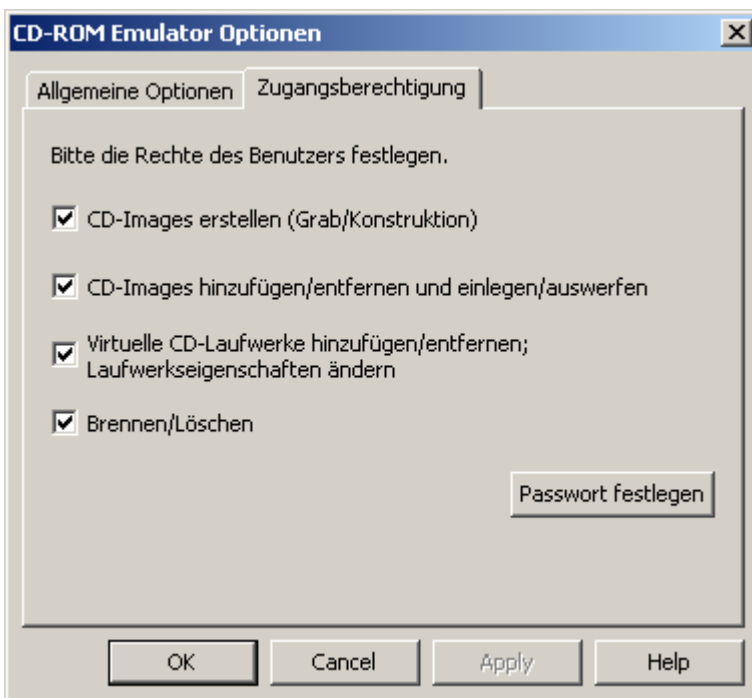 CD-ROM Emulator Optionen
Allgemeine Optionen
Zugangsberechtigung
Bitte die Rechte des Benutzers festlegen.
CD-Images erstellen (Grab/Konstruktion)
CD-Images hinzufügen/entfernen und einlegen/auswerfen
Virtuelle CD-Laufwerke hinzufügen/entfernen;
Laufwerkseigenschaften ändern
Brennen/Löschen
Passwort festlegen
OK
Cancel
Apply
Help